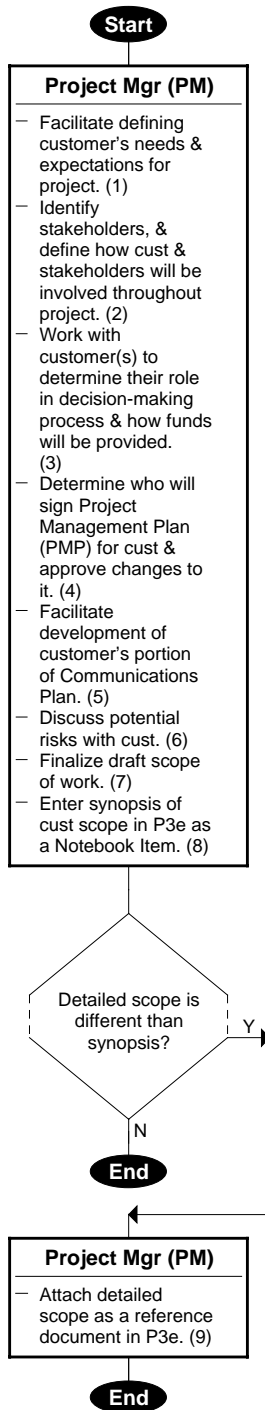 Start
Project Mgr (PM)
— Facilitate defining
customer's needs &
expectations for
project. (1)
— Identify
stakeholders, &
define how cust &
stakeholders will be
involved throughout
project. (2)
— Work with
customer(s) to
determine their role
in decision-making
process & how funds
will be provided.
(3)
— Determine who will
sign Project
Management Plan
(PMP) for cust &
approve changes to
it. (4)
— Facilitate
development of
customer's portion
of Communications
Plan. (5)
— Discuss potential
risks with cust. (6)
— Finalize draft scope
of work. (7)
— Enter synopsis of
cust scope in P3e as
a Notebook Item. (8)
Detailed scope is
different than
synopsis?
Y
N
End
Project Mgr (PM)
— Attach detailed
scope as a reference
document in P3e. (9)
End